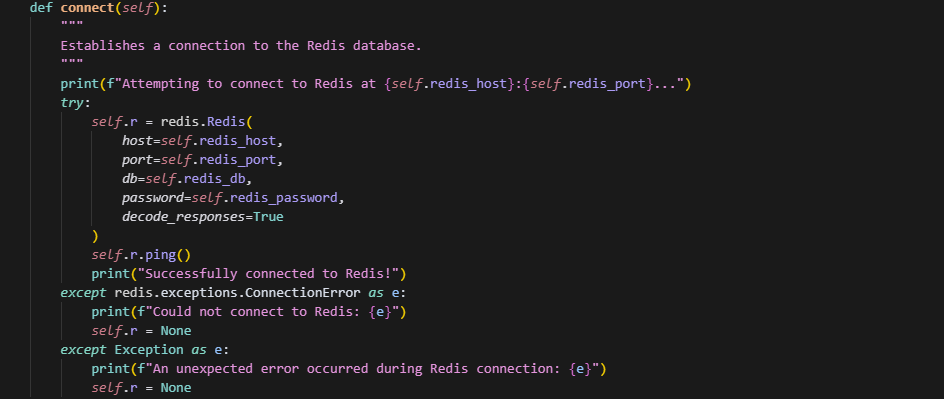 def connect(self):
    """
    Establishes a connection to the Redis database.
    """
    print(f"Attempting to connect to Redis at {self.redis_host}:{self.redis_port}...")
    try:
        self.r = redis.Redis(
            host=self.redis_host,
            port=self.redis_port,
            db=self.redis_db,
            password=self.redis_password,
            decode_responses=True
        )
        self.r.ping()
        print("Successfully connected to Redis!")
    except redis.exceptions.ConnectionError as e:
        print(f"Could not connect to Redis: {e}")
        self.r = None
    except Exception as e:
        print(f"An unexpected error occurred during Redis connection: {e}")
        self.r = None